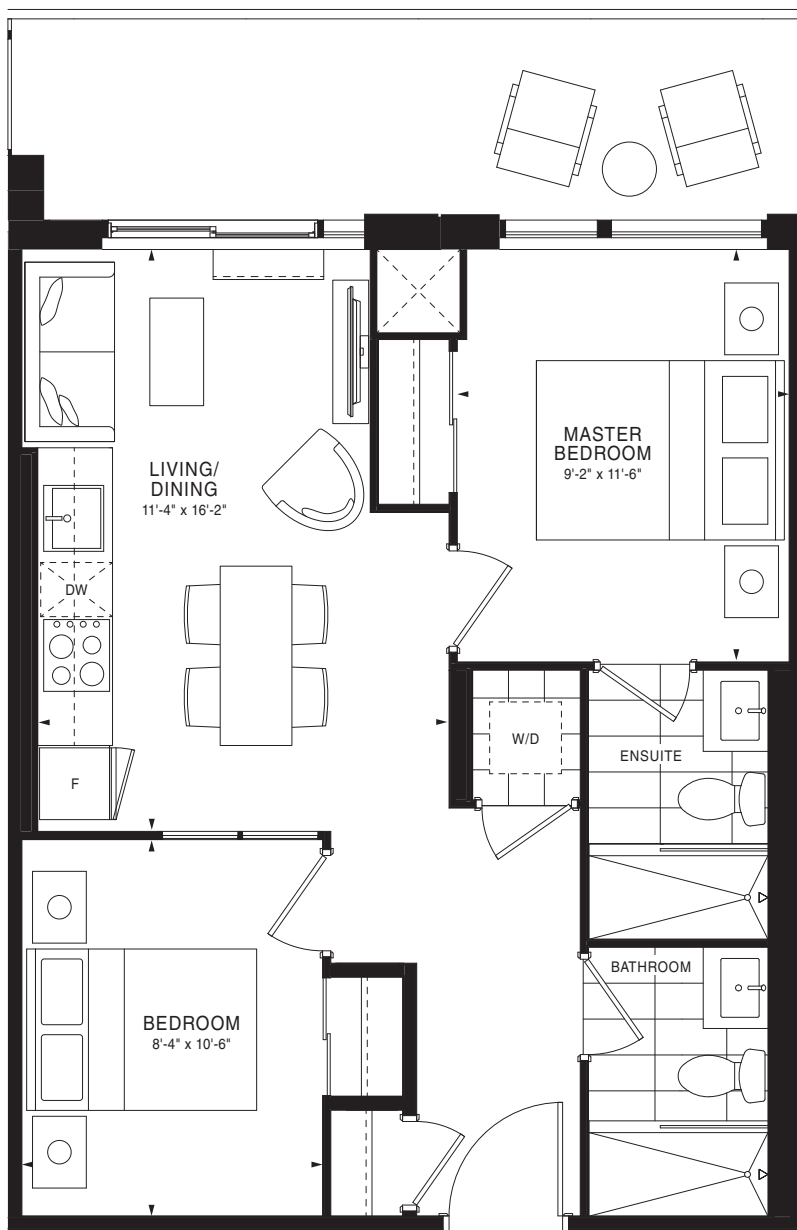 MASTER
BEDROOM
9'-2" x 11'-6"
LIVING/
DINING
11'-4" x 16'-2"
DW
W/D
ENSUITE
F
BATHROOM
BEDROOM
8'-4" x 10'-6"